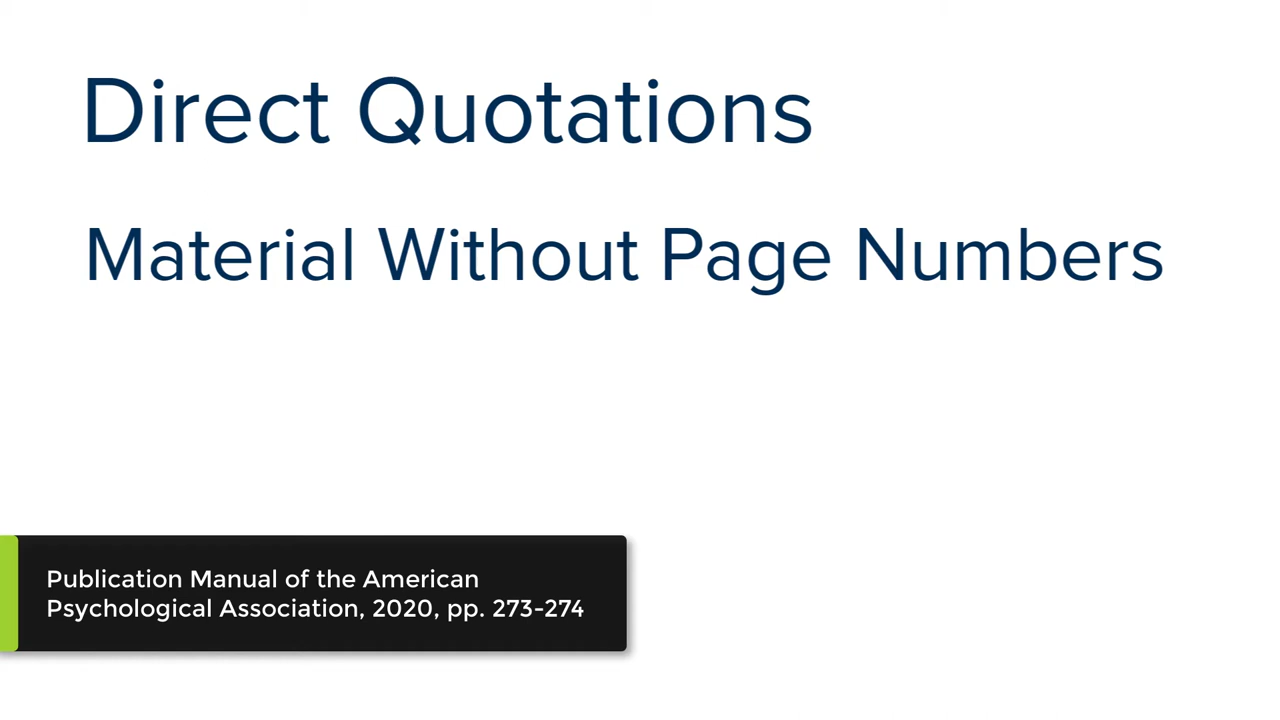 Direct Quotations
Material Without Page Numbers
Publication Manual of the American
Psychological Association, 2020, pp. 273-274